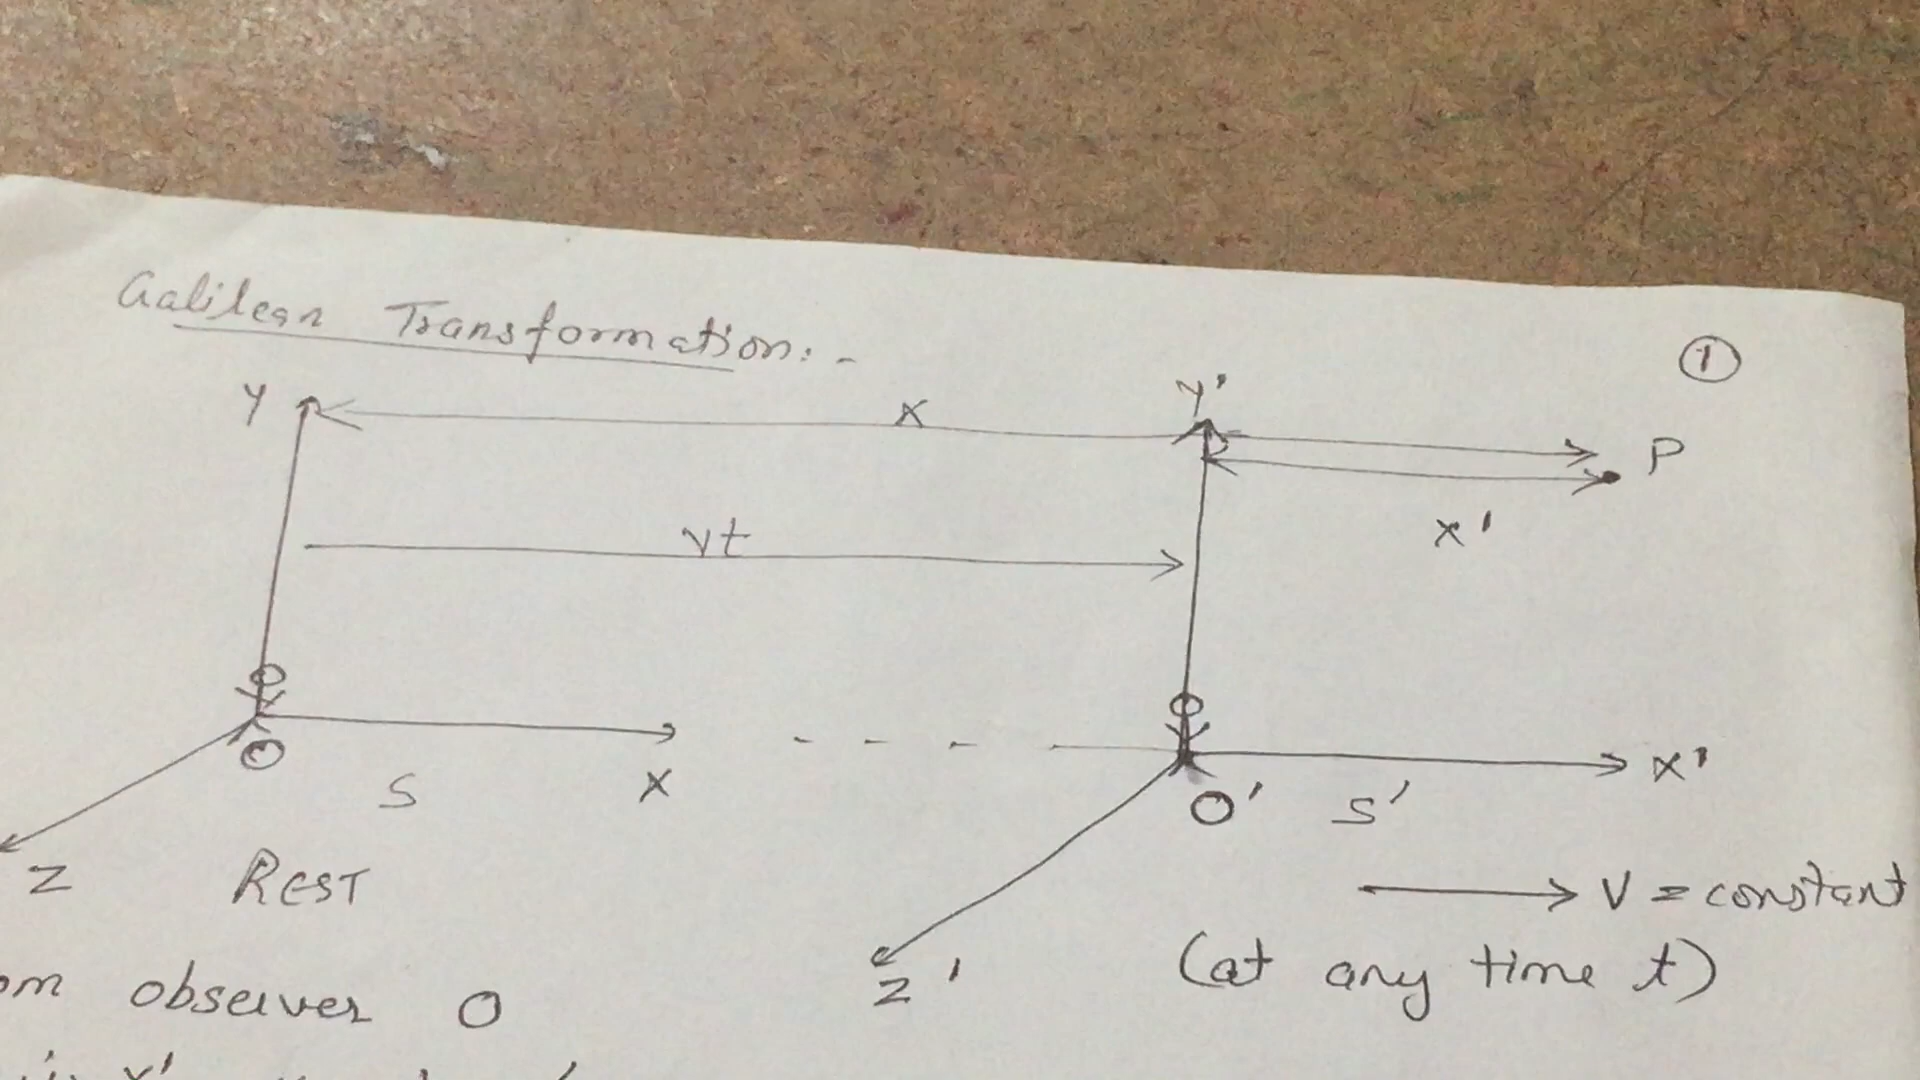 Galilean Transformation:-
1
Y
X
Y'
P
vt
X'
O
S
X
O'
S'
X'
Z
REST
V = constant
Z'
(at any time t)
observer O
x'